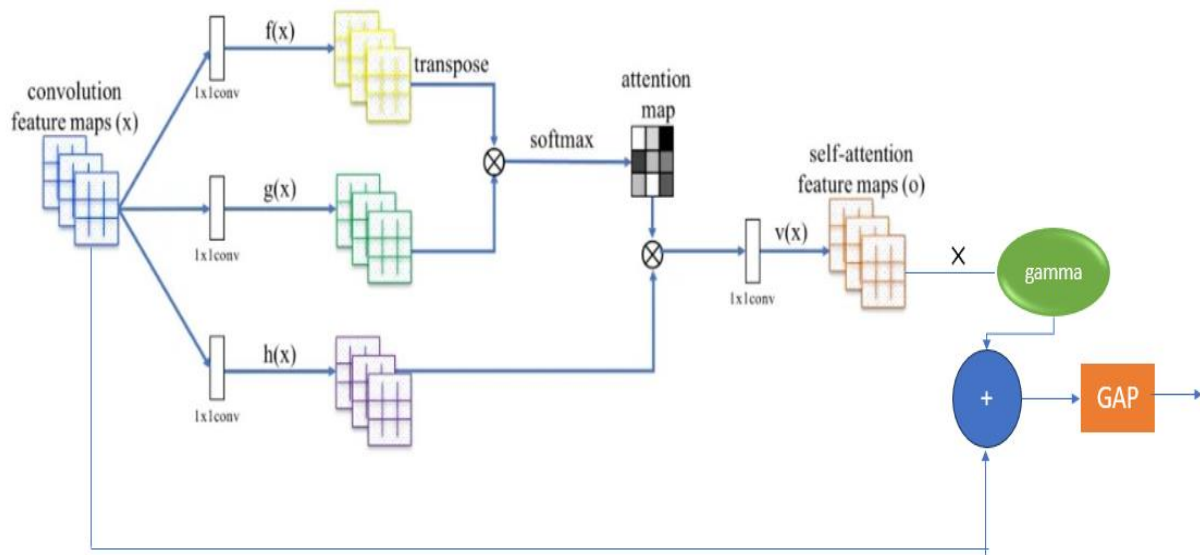 convolution
feature maps (x)
1x1conv
f(x)
transpose
1x1conv
g(x)
1x1conv
h(x)
softmax
attention
map
1x1conv
v(x)
self-attention
feature maps (o)
X
gamma
+
GAP